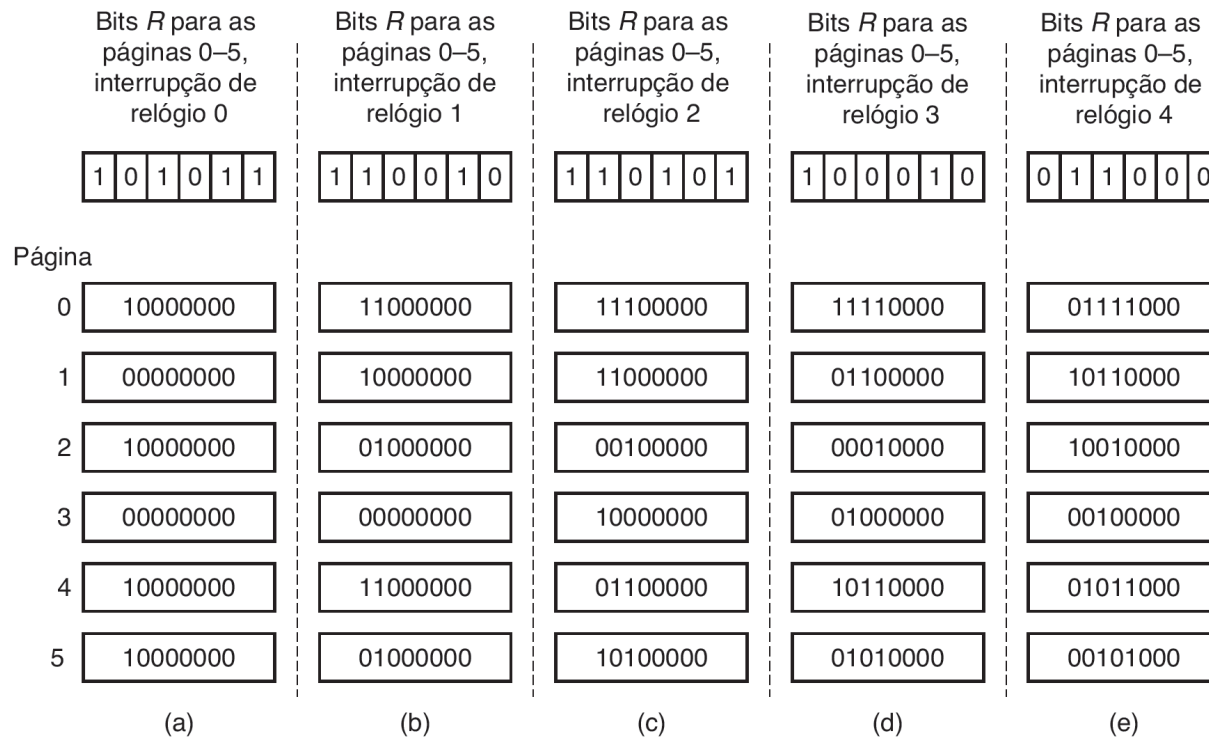 Bits R para as páginas 0–5, interrupção de relógio 0
Bits R para as páginas 0–5, interrupção de relógio 1
Bits R para as páginas 0–5, interrupção de relógio 2
Bits R para as páginas 0–5, interrupção de relógio 3
Bits R para as páginas 0–5, interrupção de relógio 4
1 0 1 0 1 1
1 1 0 0 1 0
1 1 0 1 0 1
1 0 0 0 1 0
0 1 1 0 0 0
Página
0 10000000 11000000 11100000 11110000 01111000
1 00000000 10000000 11000000 01100000 10110000
2 10000000 01000000 00100000 00010000 10010000
3 00000000 00000000 10000000 01000000 00100000
4 10000000 11000000 01100000 10110000 01011000
5 10000000 01000000 10100000 01010000 00101000
(a) (b) (c) (d) (e)